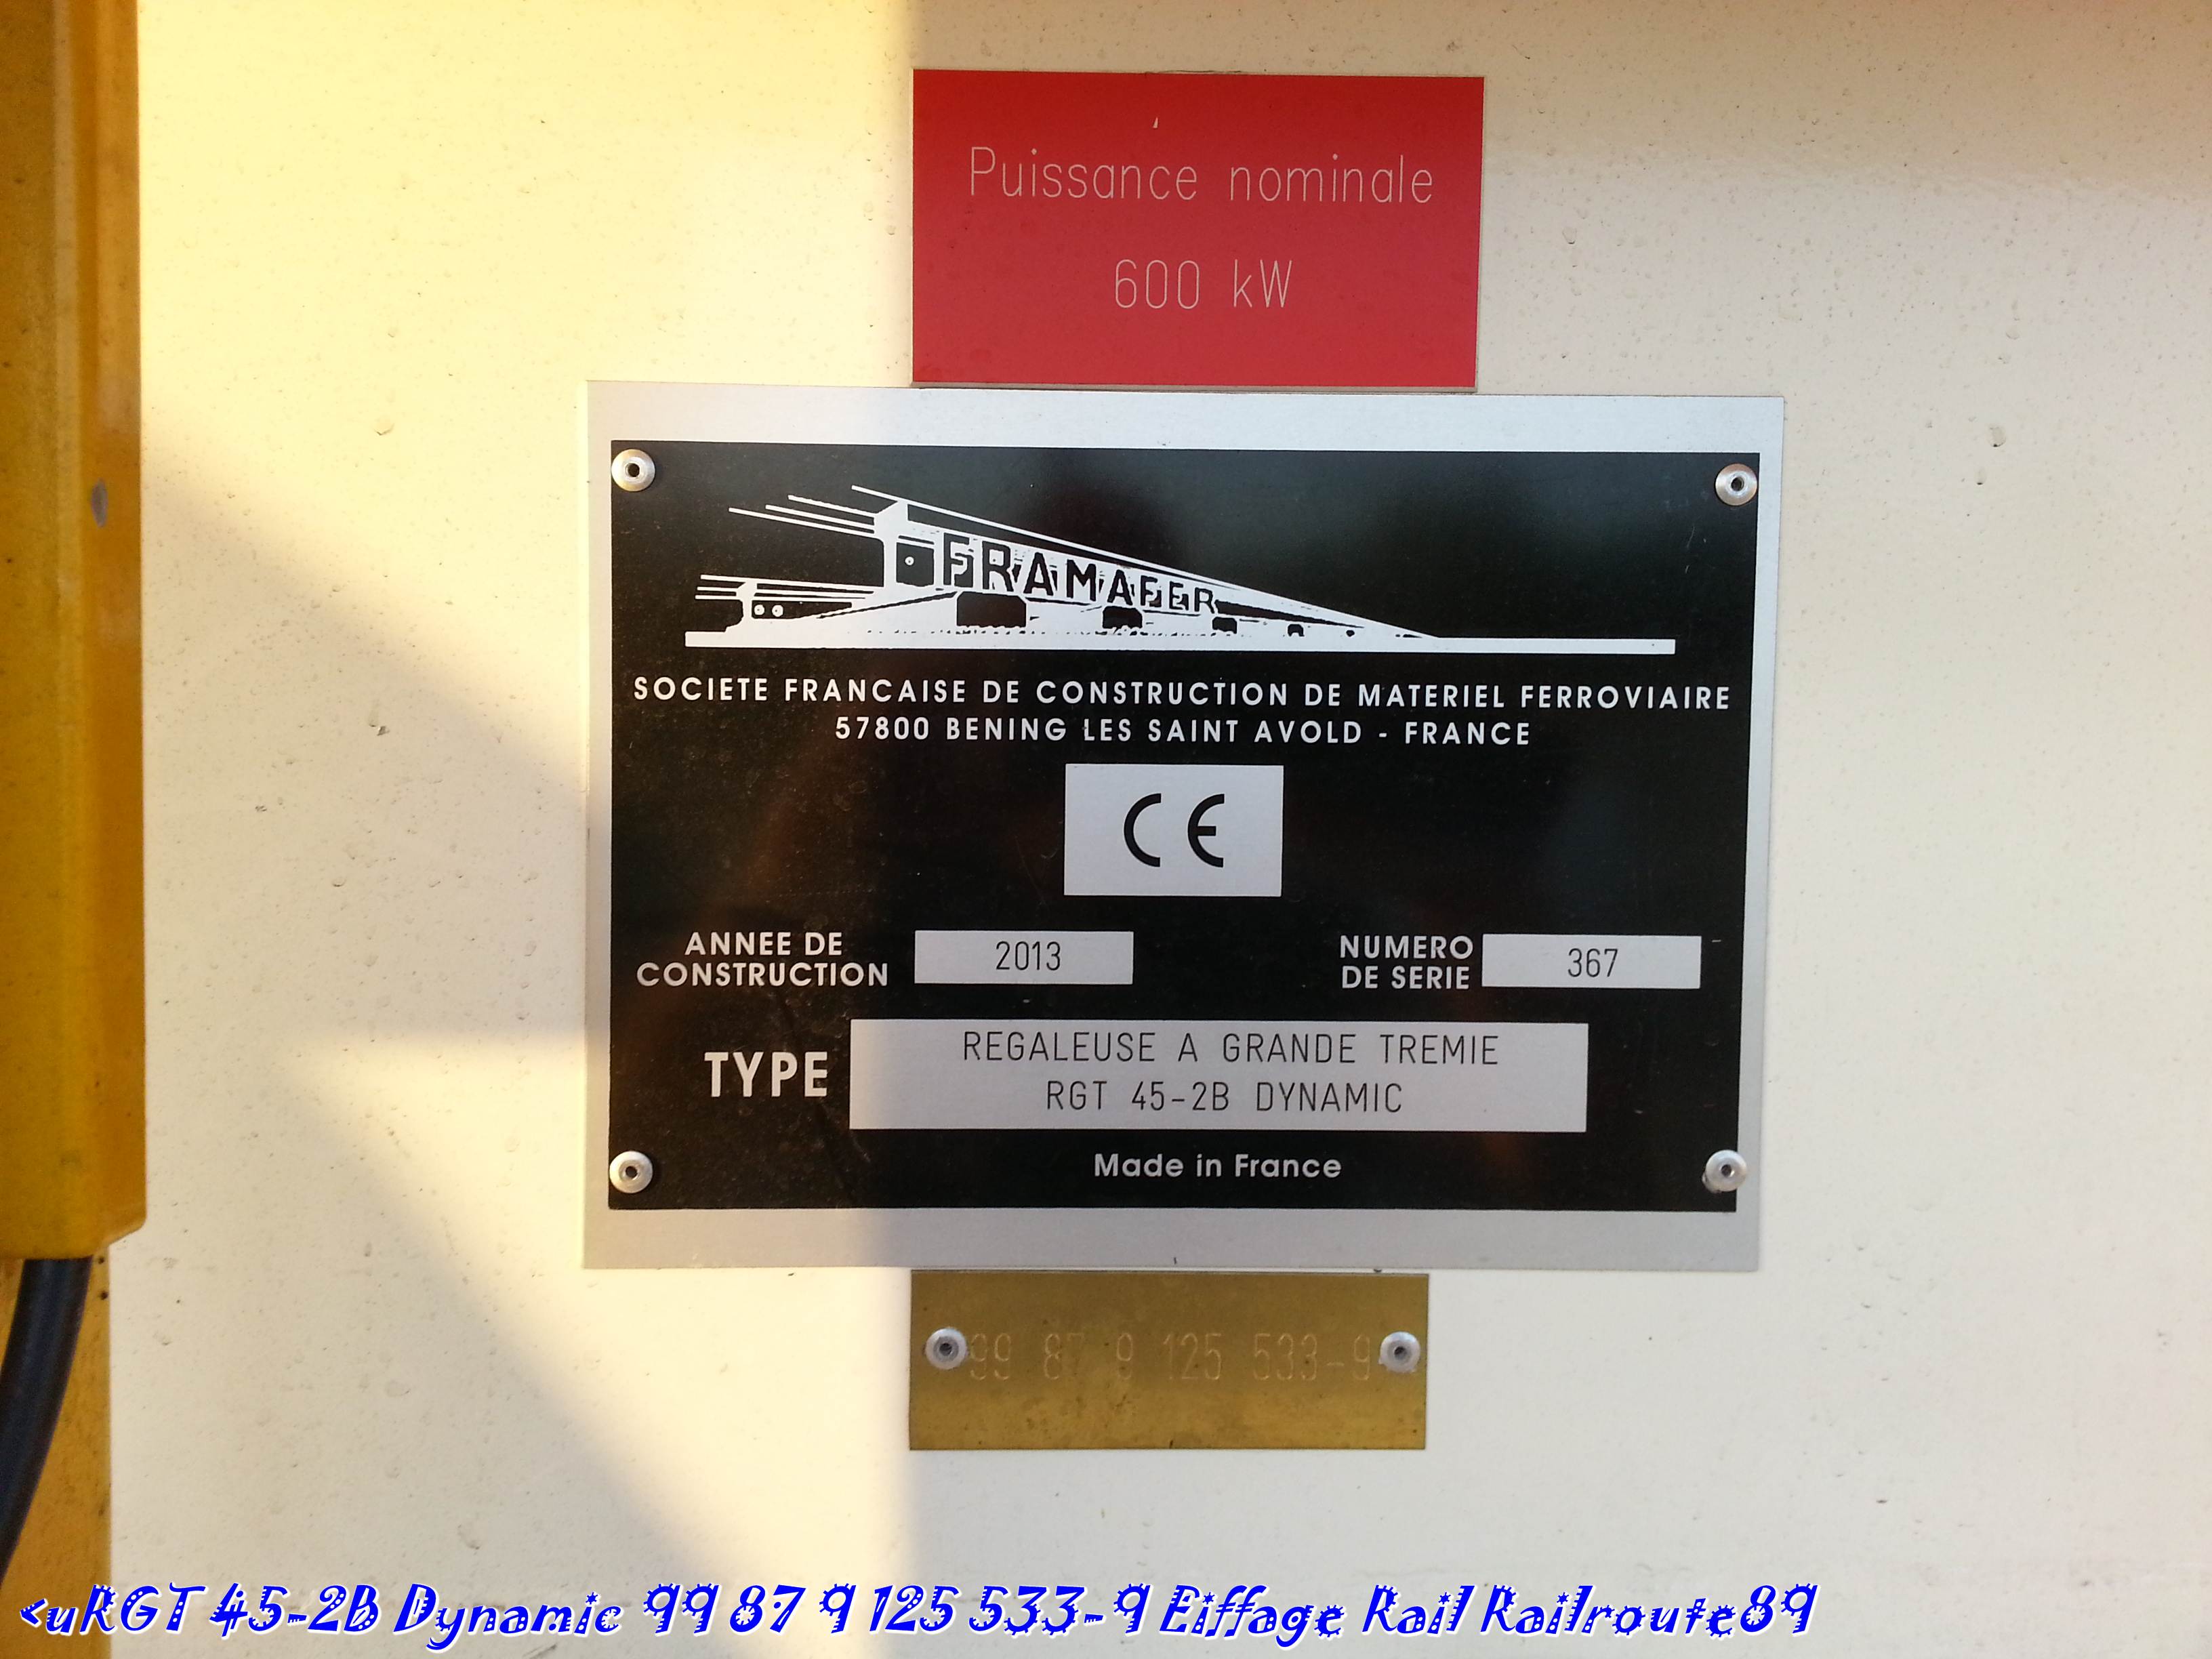 Puissance nominale
600 kW
FRAMAFER
SOCIETE FRANCAISE DE CONSTRUCTION DE MATERIEL FERROVIAIRE
57800 BENING LES SAINT AVOLD - FRANCE
CE
ANNEE DE
CONSTRUCTION
2013
NUMERO
DE SERIE
367
TYPE
REGALEUSE A GRANDE TREMIE
RGT 45-2B DYNAMIC
Made in France
99 87 9 125 533-9
<uRGT 45-2B Dynamic 99 87 9 125 533-9 Eiffage Rail Railroute89